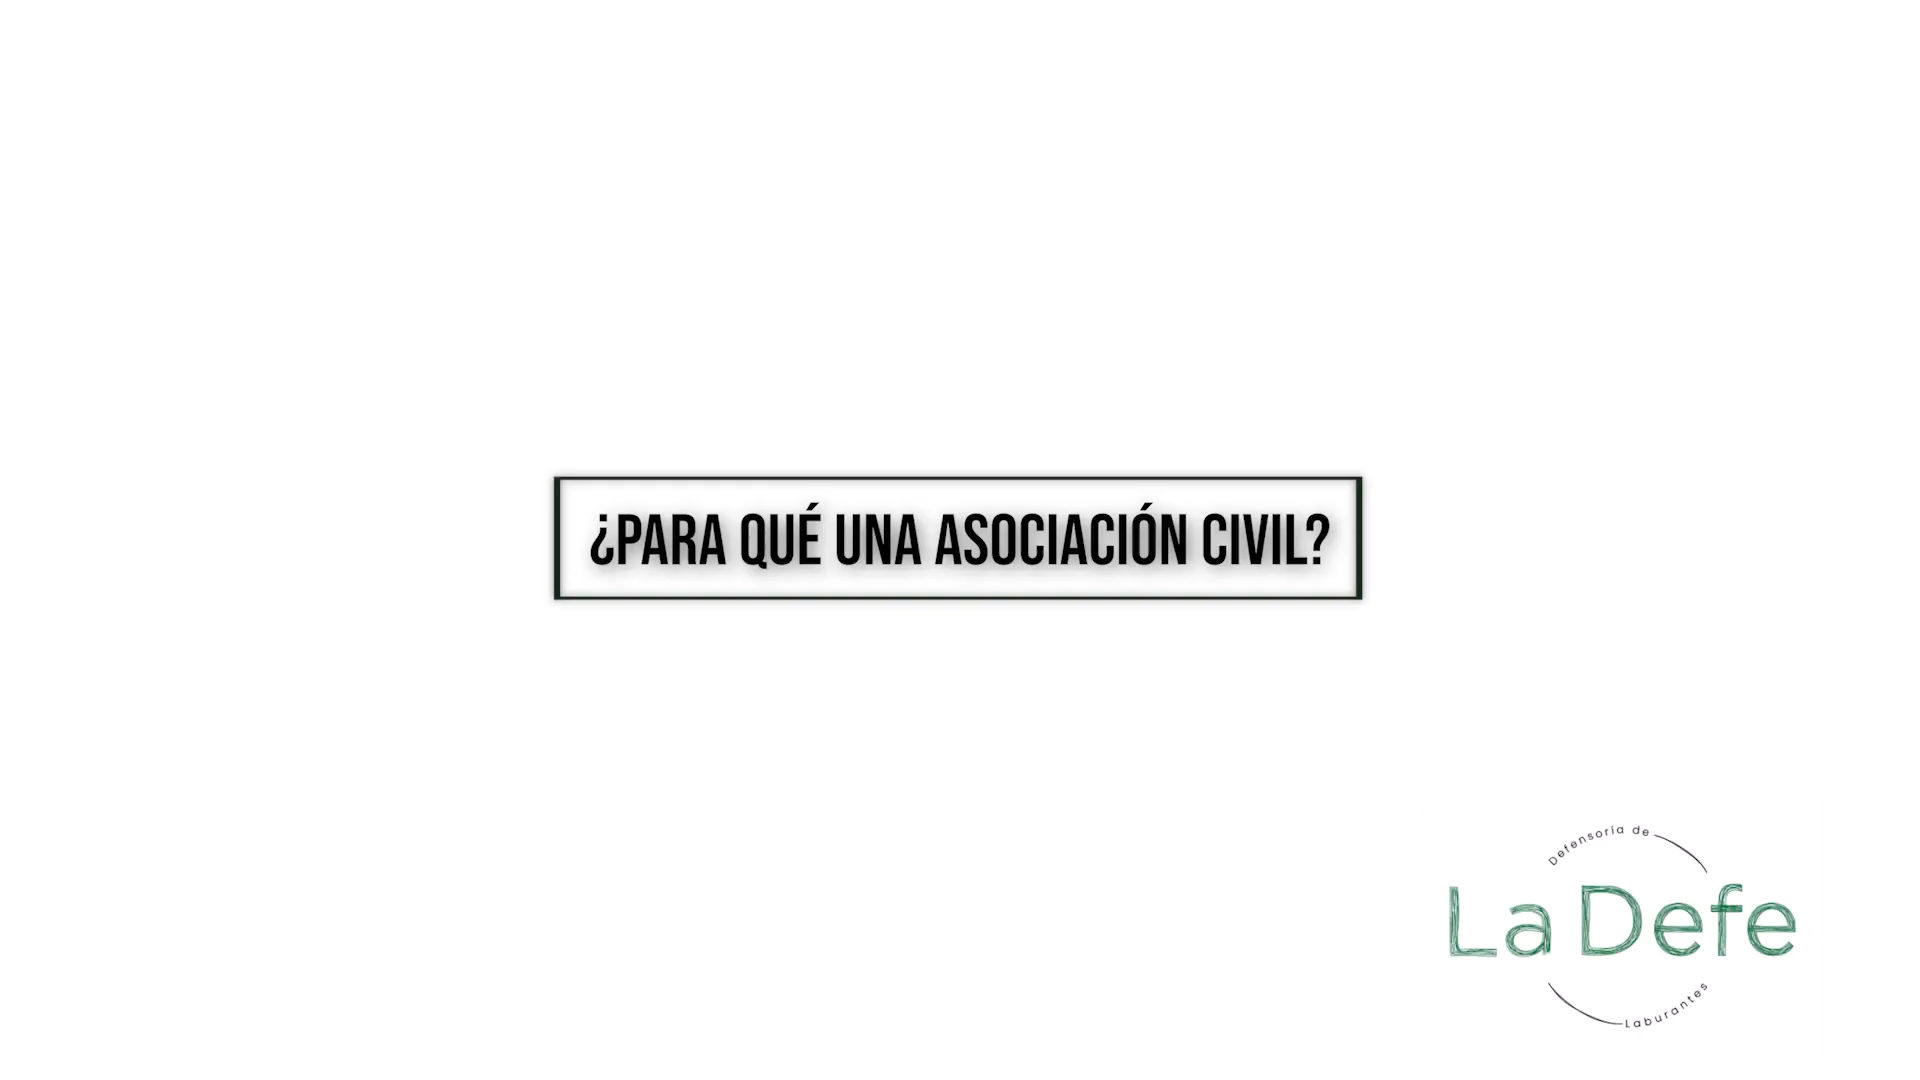 ¿PARA QUÉ UNA ASOCIACIÓN CIVIL?
Defensoría de
La Defe
Laburantes